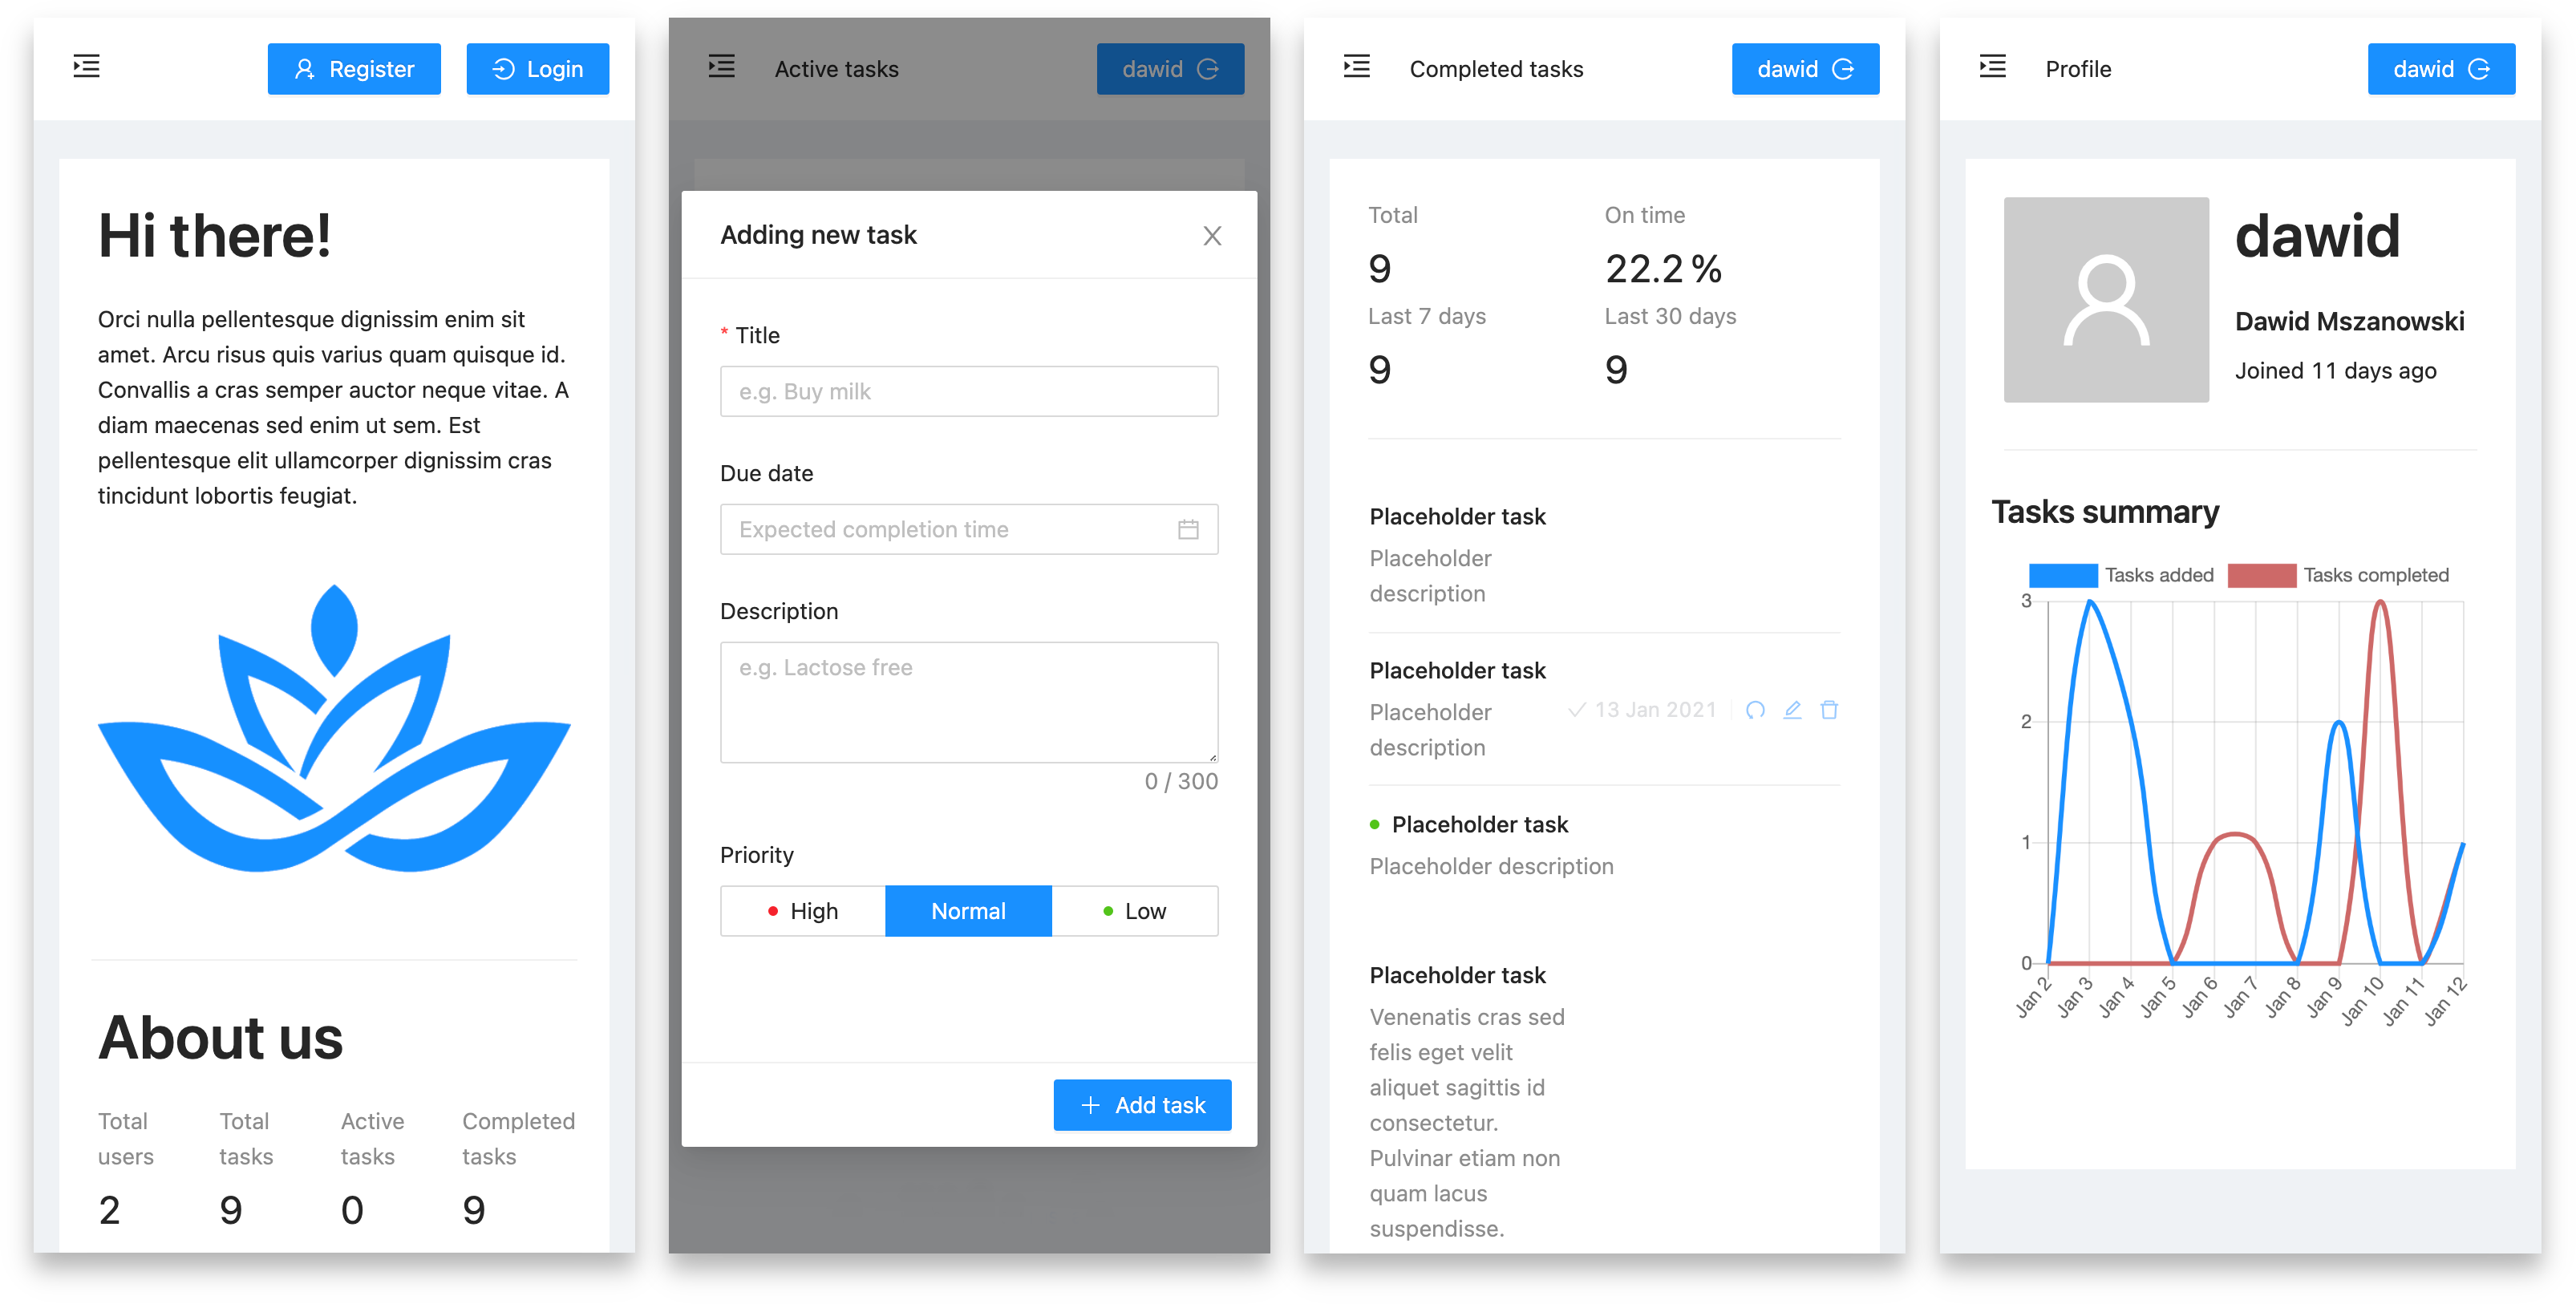 Register
Login
Hi there!
Orci nulla pellentesque dignissim enim sit
amet. Arcu risus quis varius quam quisque id.
Convallis a cras semper auctor neque vitae. A
diam maecenas sed enim ut sem. Est
pellentesque elit ullamcorper dignissim cras
tincidunt lobortis feugiat.
About us
Total users
Total tasks
Active tasks
Completed tasks
2
9
0
9
Active tasks
dawid
Adding new task
* Title
e.g. Buy milk
Due date
Expected completion time
Description
e.g. Lactose free
0 / 300
Priority
High
Normal
Low
+ Add task
Completed tasks
dawid
Total
9
On time
22.2 %
Last 7 days
9
Last 30 days
9
Placeholder task
Placeholder
description
Placeholder task
Placeholder
description
13 Jan 2021
Placeholder task
Placeholder description
Placeholder task
Venenatis cras sed
felis eget velit
aliquet sagittis id
consectetur.
Pulvinar etiam non
quam lacus
suspendisse.
Profile
dawid
dawid
Dawid Mszanowski
Joined 11 days ago
Tasks summary
Tasks added
Tasks completed
3
2
1
0
Jan 2
Jan 3
Jan 4
Jan 5
Jan 6
Jan 7
Jan 8
Jan 9
Jan 10
Jan 11
Jan 12